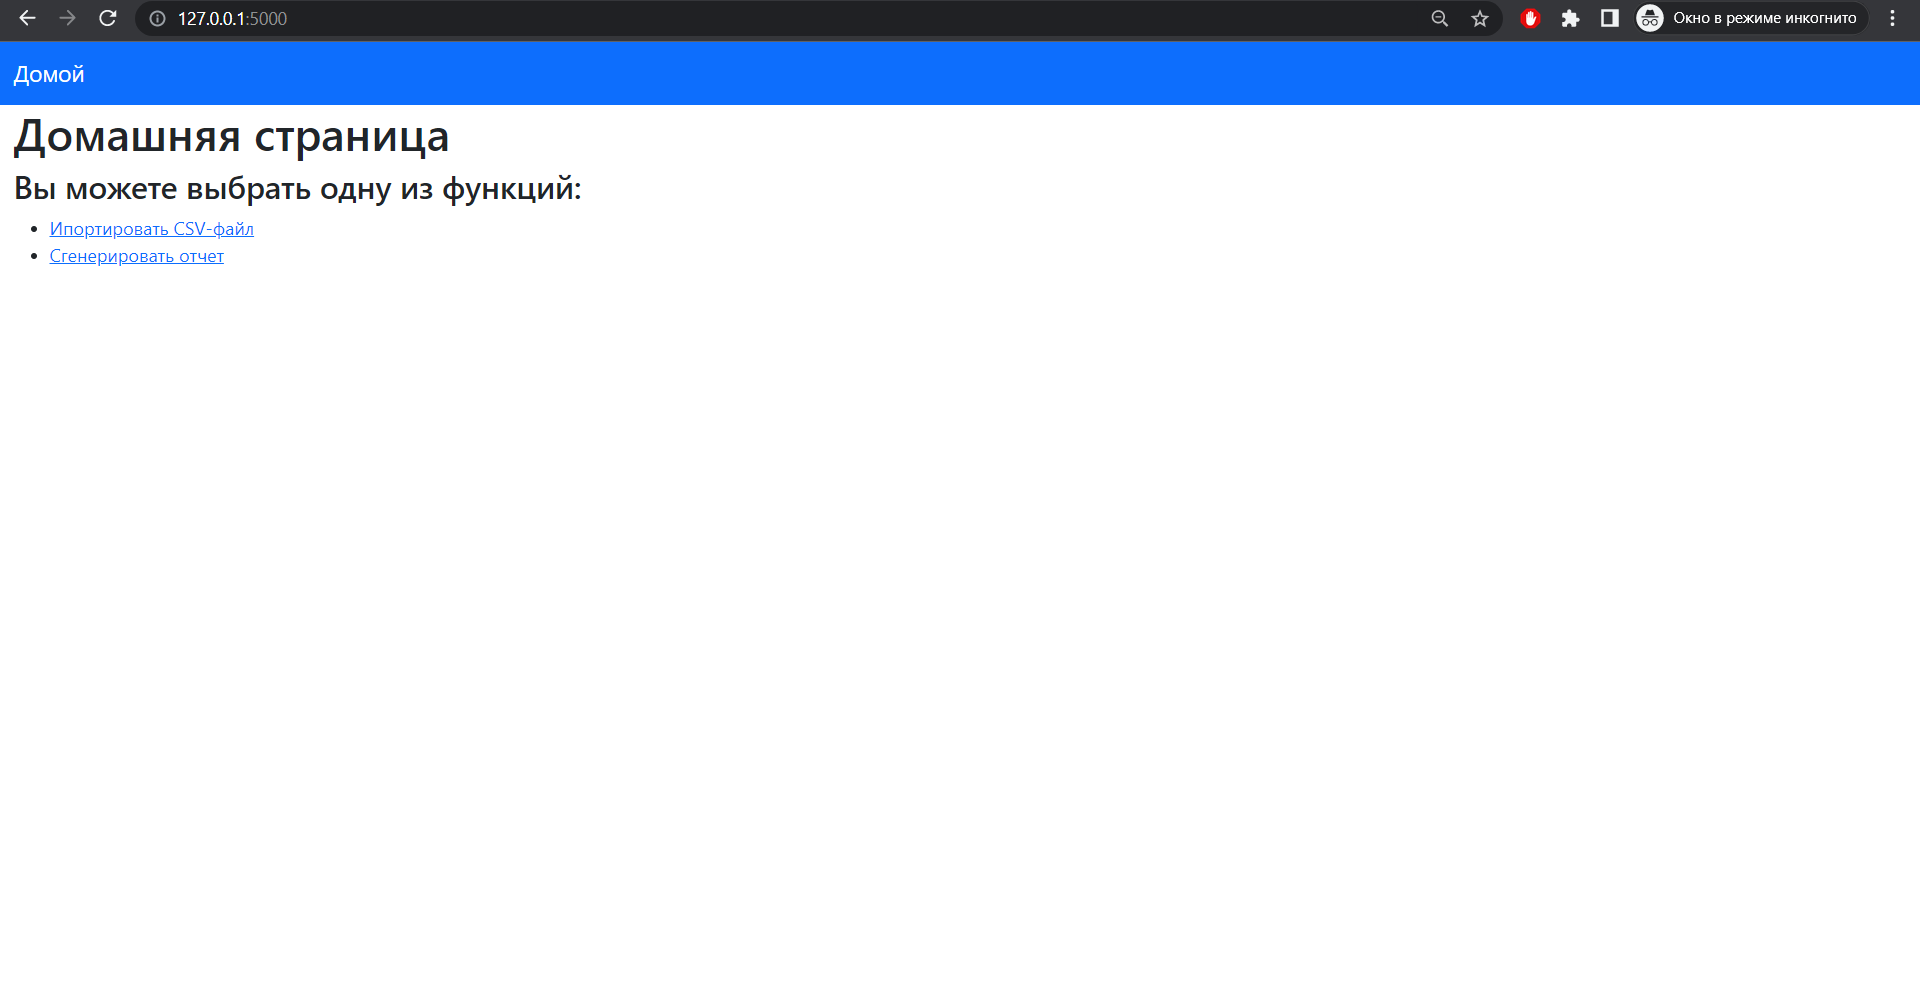 127.0.0.1:5000
Окно в режиме инкогнито
Домой
Домашняя страница
Вы можете выбрать одну из функций:
Ипортировать CSV-файл
Сгенерировать отчет